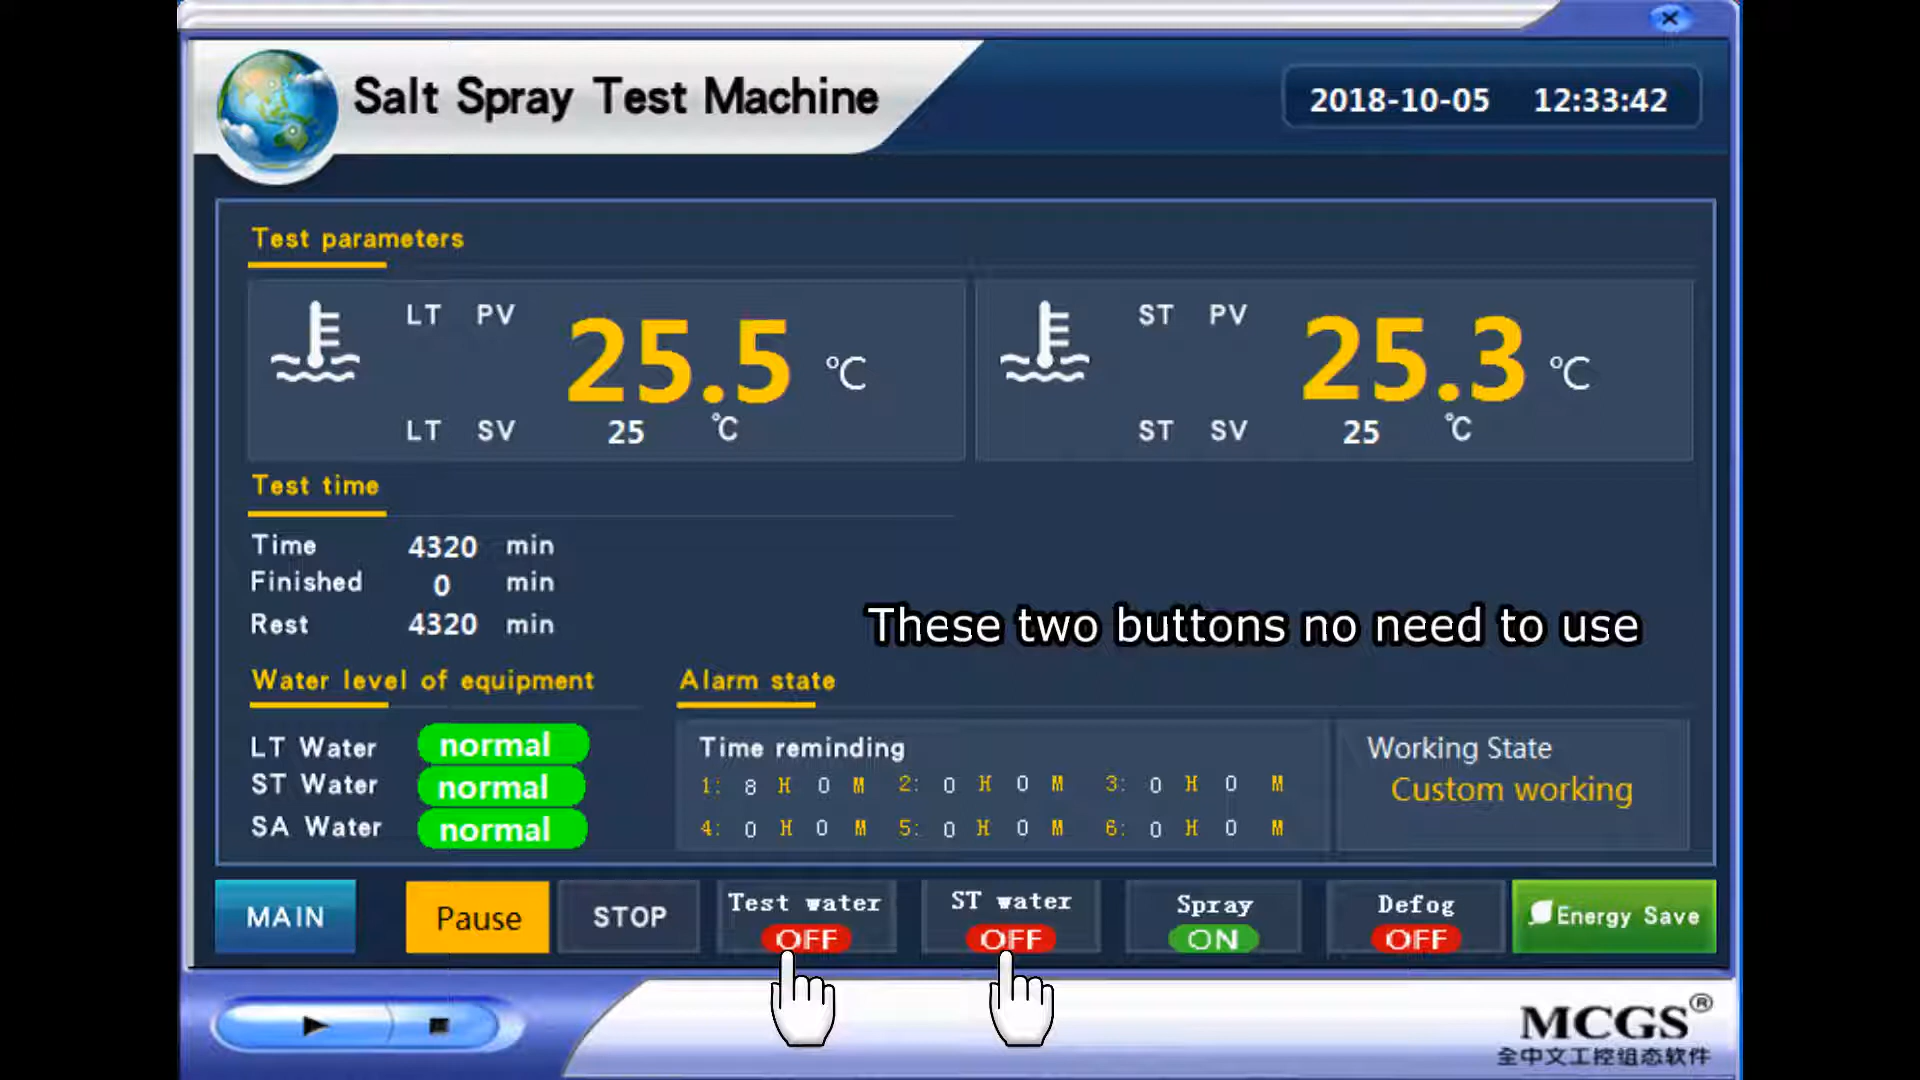 Salt Spray Test Machine
2018-10-05 12:33:42
Test parameters
LT PV 25.5 ℃
LT SV 25 ℃
ST PV 25.3 ℃
ST SV 25 ℃
Test time
Time 4320 min
Finished 0 min
Rest 4320 min
These two buttons no need to use
Water level of equipment
LT Water normal
ST Water normal
SA Water normal
Alarm state
Time reminding
1: 8 H 0 M 2: 0 H 0 M 3: 0 H 0 M
4: 0 H 0 M 5: 0 H 0 M 6: 0 H 0 M
Working State
Custom working
MAIN
Pause
STOP
Test water
OFF
ST water
OFF
Spray
ON
Defog
OFF
Energy Save
MCGS®
全中文工控组态软件